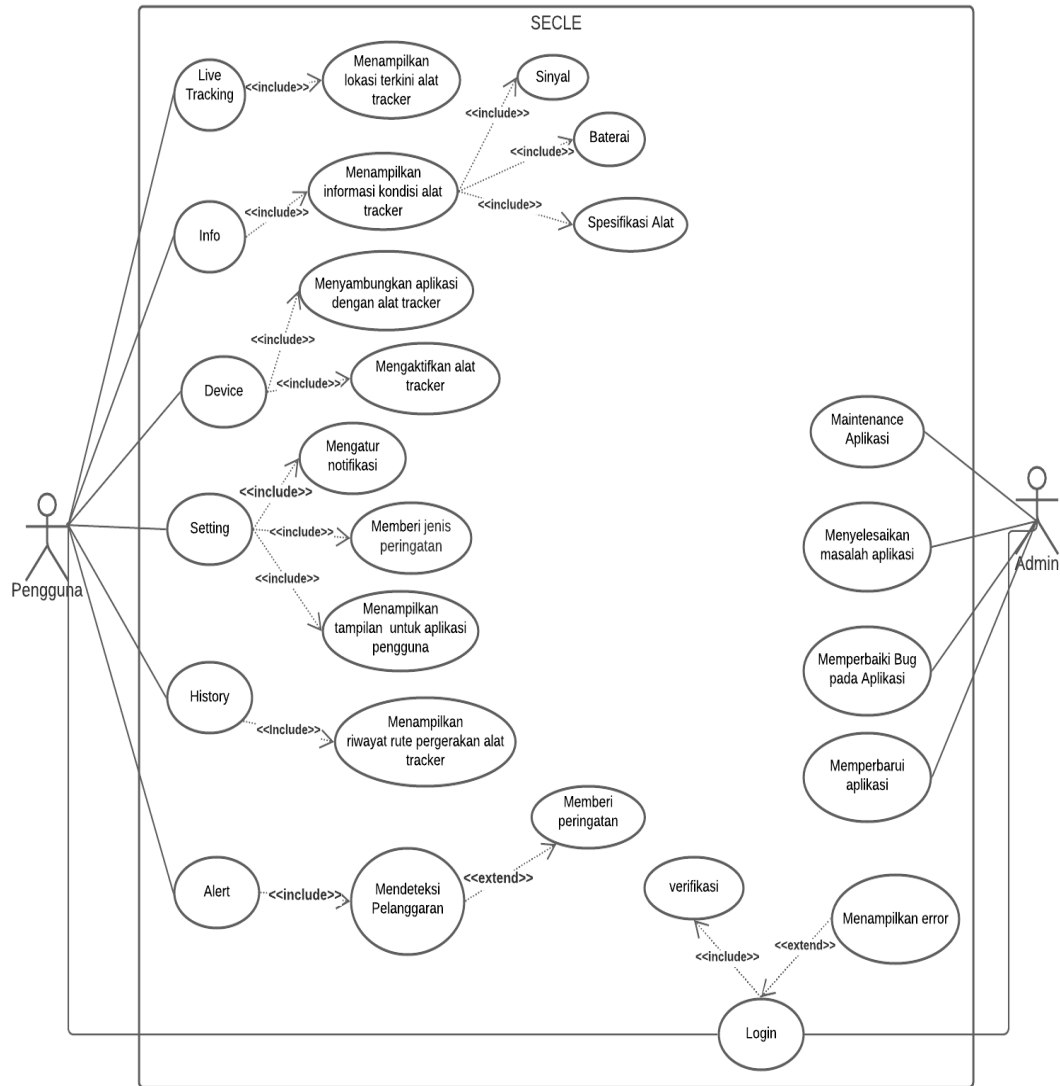 SECLE
Live
Tracking
<<include>>
Menampilkan
lokasi terkini alat
tracker
Sinyal
<<include>>
Baterai
<<include>>
Info
<<include>>
Menampilkan
informasi kondisi alat
tracker
<<include>>
Spesifikasi Alat
Menyambungkan aplikasi
dengan alat tracker
<<include>>
Device
<<include>>
Mengaktifkan alat
tracker
Maintenance
Aplikasi
Mengatur
notifikasi
<<include>>
Setting
<<include>>
Memberi jenis
peringatan
<<include>>
Menampilkan
tampilan untuk aplikasi
pengguna
Menyelesaikan
masalah aplikasi
Pengguna
Admin
Memperbaiki Bug
pada Aplikasi
History
<<include>>
Menampilkan
riwayat rute pergerakan alat
tracker
Memperbarui
aplikasi
Memberi
peringatan
Alert
<<include>>
Mendeteksi
Pelanggaran
<<extend>>
verifikasi
Menampilkan error
<<include>>
<<extend>>
Login